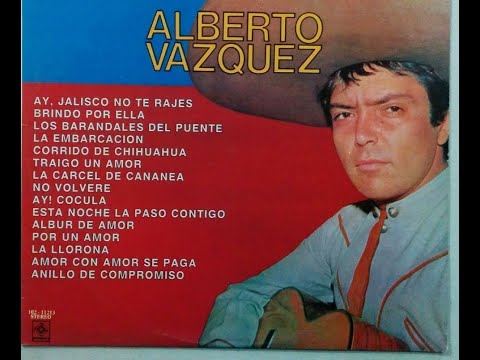 ALBERTO
VAZQUEZ
AY, JALISCO NO TE RAJES
BRINDO POR ELLA
LOS BARANDALES DEL PUENTE
LA EMBARCACION
CORRIDO DE CHIHUAHUA
TRAIGO UN AMOR
LA CARCEL DE CANANEA
NO VOLVERE
AY! COCULA
ESTA NOCHE LA PASO CONTIGO
ALBUR DE AMOR
POR UN AMOR
LA LLORONA
AMOR CON AMOR SE PAGA
ANILLO DE COMPROMISO
STEREO